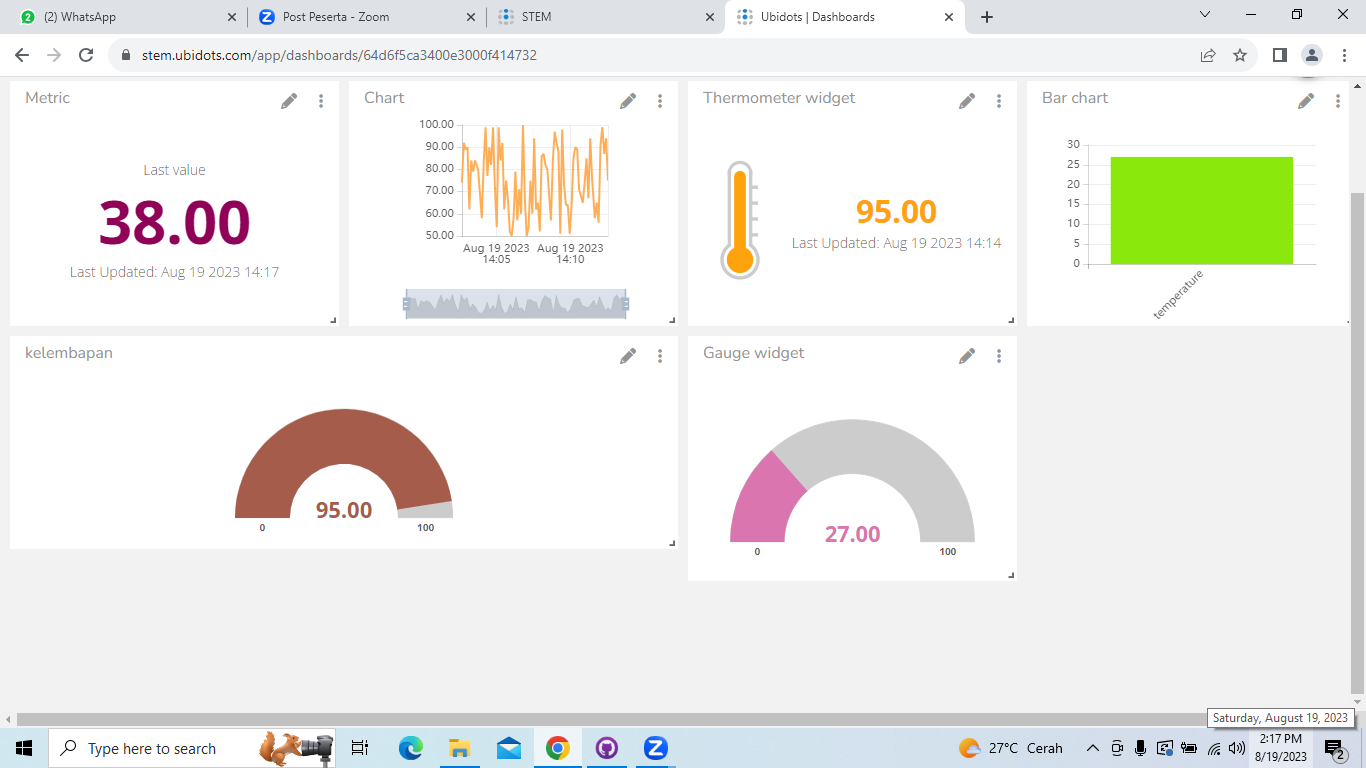 (2) WhatsApp
Post Peserta - Zoom
STEM
Ubidots | Dashboards
stem.ubidots.com/app/dashboards/64d6f5ca3400e3000f414732
Metric
Last value
38.00
Last Updated: Aug 19 2023 14:17
Chart
100.00
90.00
80.00
70.00
60.00
50.00
Aug 19 2023 Aug 19 2023
14:05 14:10
Thermometer widget
95.00
Last Updated: Aug 19 2023 14:14
Bar chart
30
25
20
15
10
5
0
temperature
kelembapan
95.00
0 100
Gauge widget
27.00
0 100
Saturday, August 19, 2023
Type here to search
27°C Cerah
2:17 PM
8/19/2023
2